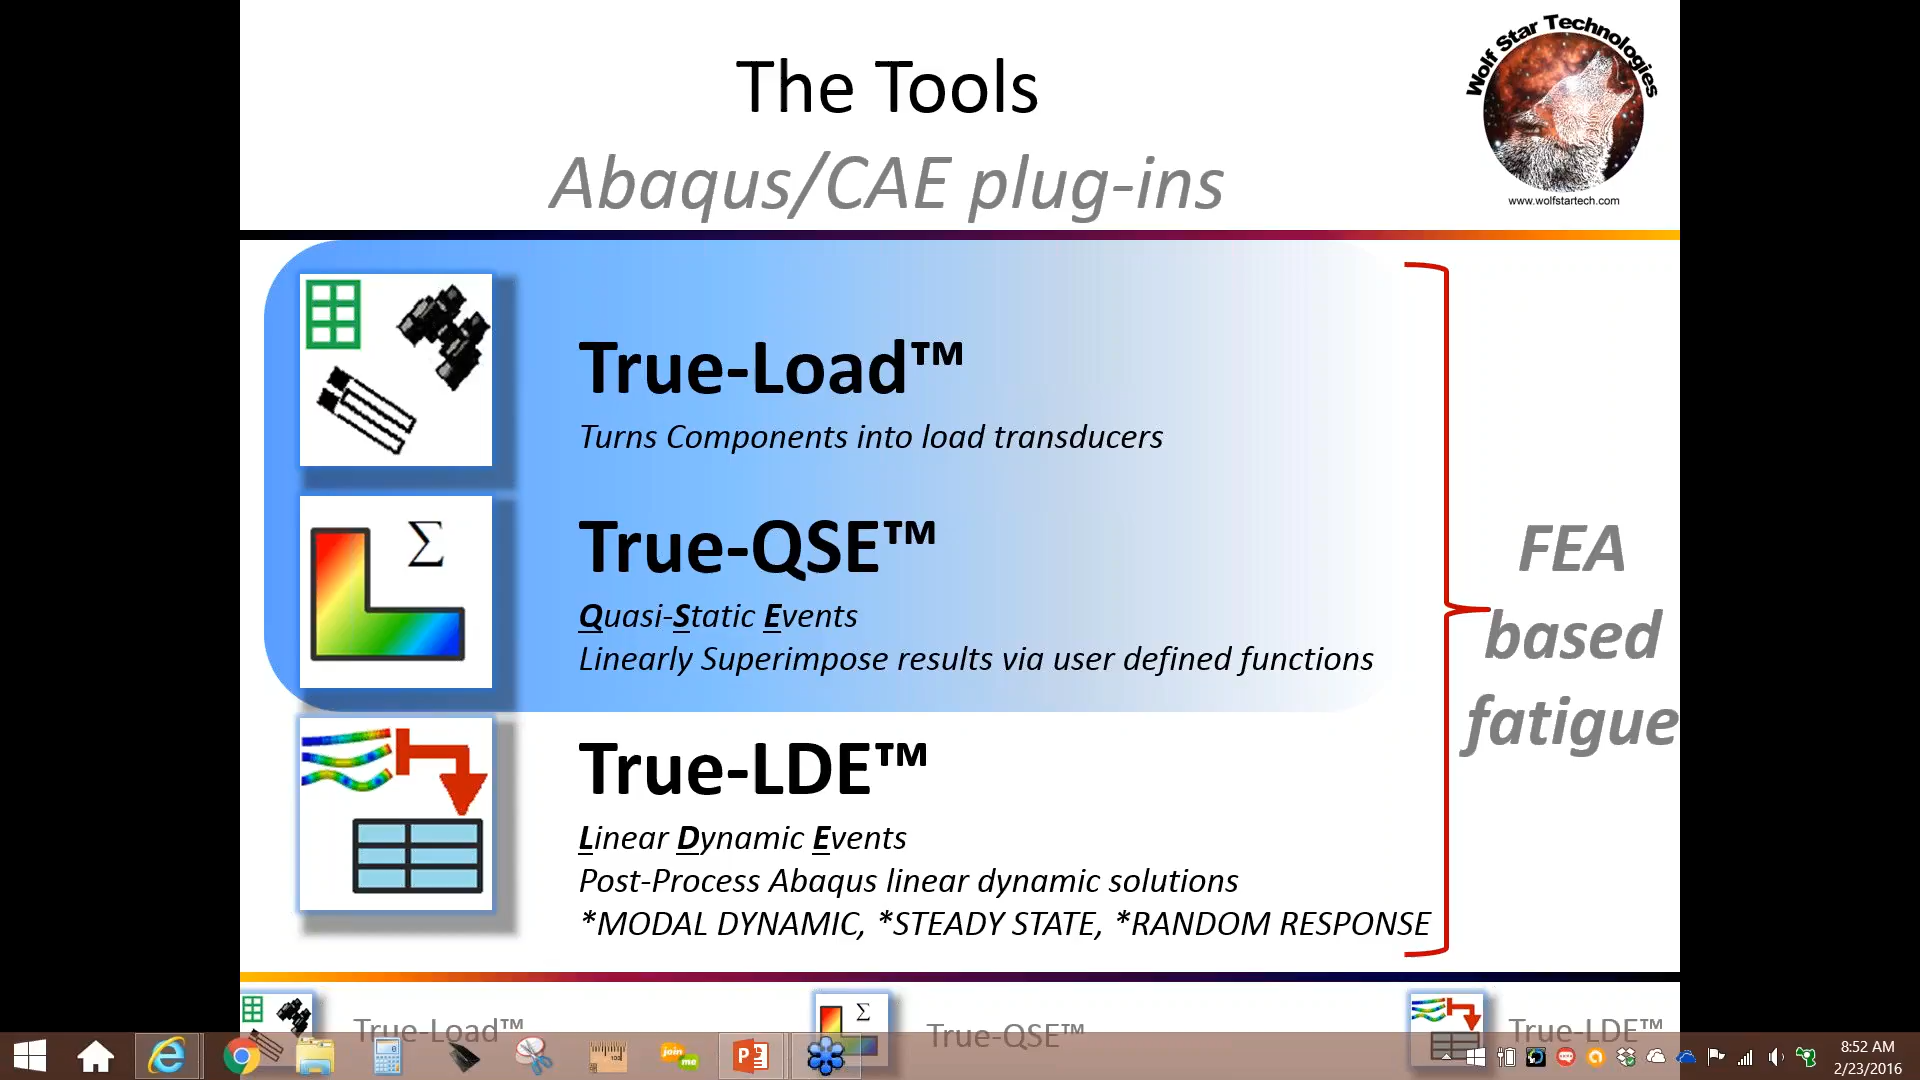 The Tools
Abaqus/CAE plug-ins
Wolf Star Technologies
www.wolfstartech.com
True-Load™
Turns Components into load transducers
True-QSE™
Σ
Quasi-Static Events
Linearly Superimpose results via user defined functions
True-LDE™
Linear Dynamic Events
Post-Process Abaqus linear dynamic solutions
*MODAL DYNAMIC, *STEADY STATE, *RANDOM RESPONSE
FEA
based
fatigue
True-Load™
Σ
True-QSE™
True-LDE™
join
me
8:52 AM
2/23/2016